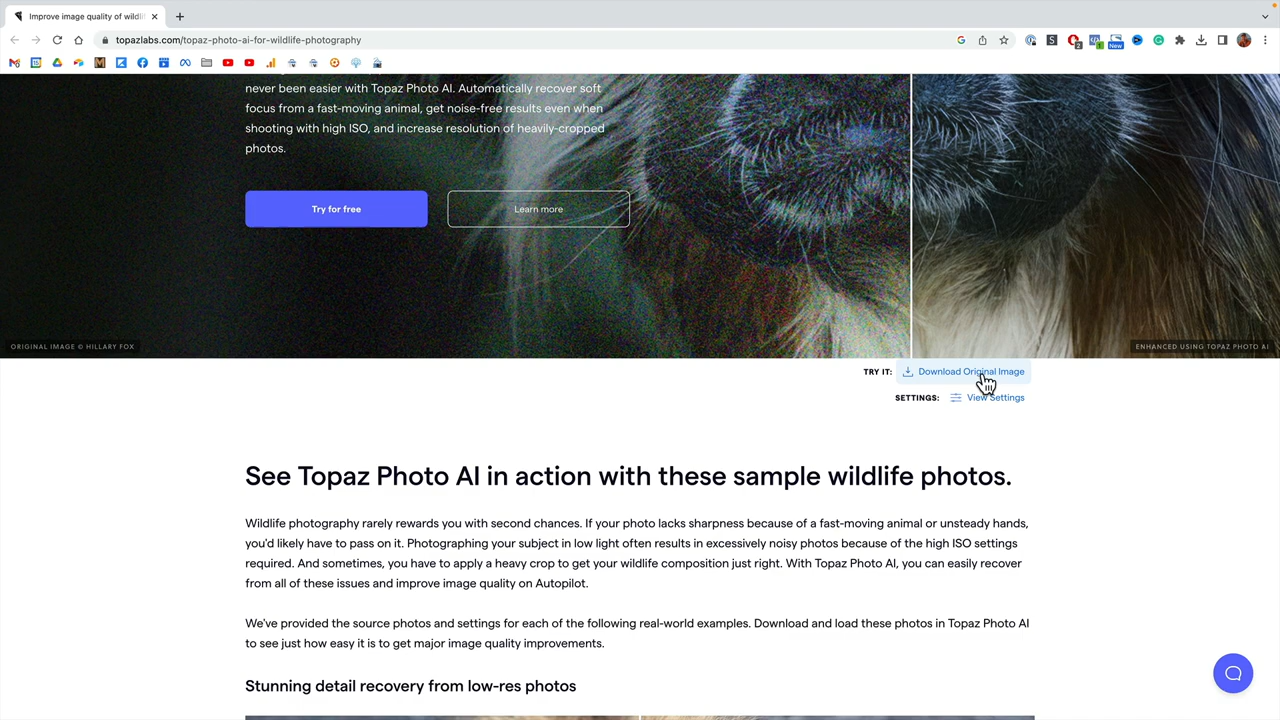 Improve image quality of wildli
topazlabs.com/topaz-photo-ai-for-wildlife-photography
New
never been easier with Topaz Photo AI. Automatically recover soft
focus from a fast-moving animal, get noise-free results even when
shooting with high ISO, and increase resolution of heavily-cropped
photos.
Try for free
Learn more
ORIGINAL IMAGE © HILLARY FOX
ENHANCED USING TOPAZ PHOTO AI
TRY IT: Download Original Image
SETTINGS: View Settings
See Topaz Photo AI in action with these sample wildlife photos.
Wildlife photography rarely rewards you with second chances. If your photo lacks sharpness because of a fast-moving animal or unsteady hands,
you'd likely have to pass on it. Photographing your subject in low light often results in excessively noisy photos because of the high ISO settings
required. And sometimes, you have to apply a heavy crop to get your wildlife composition just right. With Topaz Photo AI, you can easily recover
from all of these issues and improve image quality on Autopilot.
We've provided the source photos and settings for each of the following real-world examples. Download and load these photos in Topaz Photo AI
to see just how easy it is to get major image quality improvements.
Stunning detail recovery from low-res photos